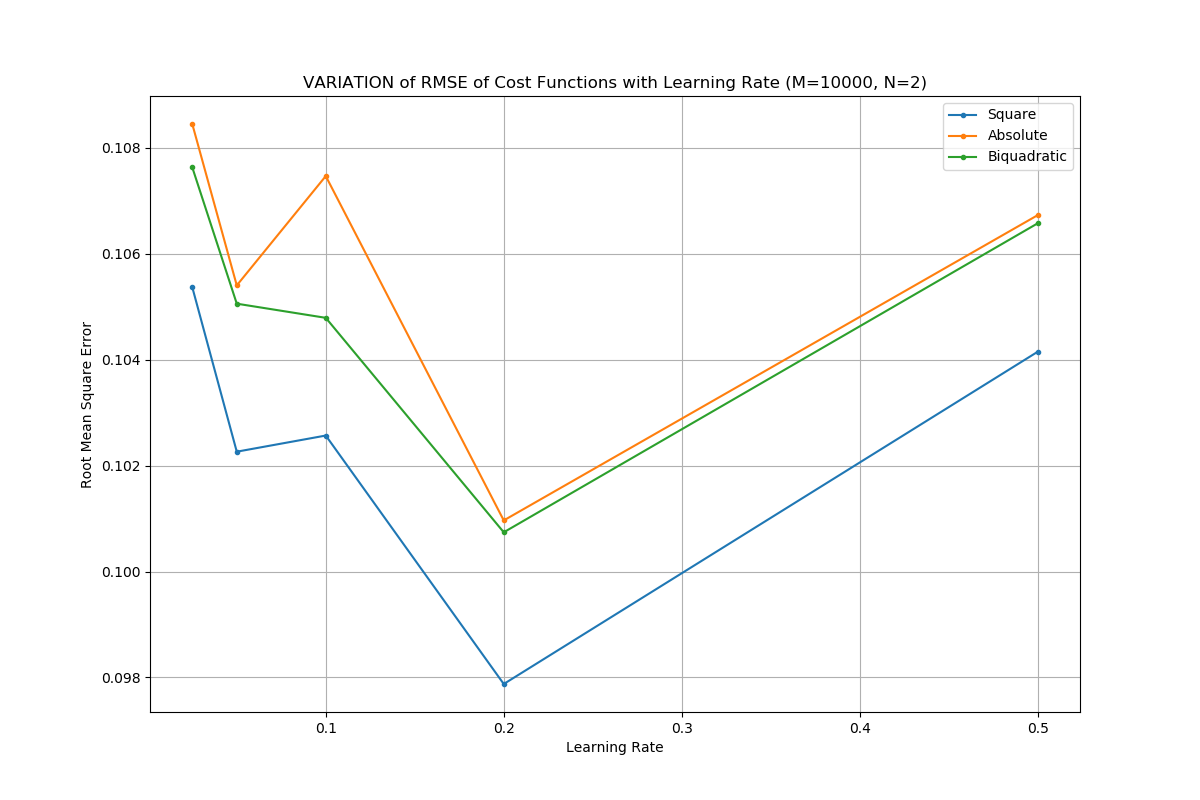 VARIATION of RMSE of Cost Functions with Learning Rate (M=10000, N=2)
Square
Absolute
Biquadratic
0.108
0.106
0.104
0.102
0.100
0.098
Root Mean Square Error
0.1
0.2
0.3
0.4
0.5
Learning Rate